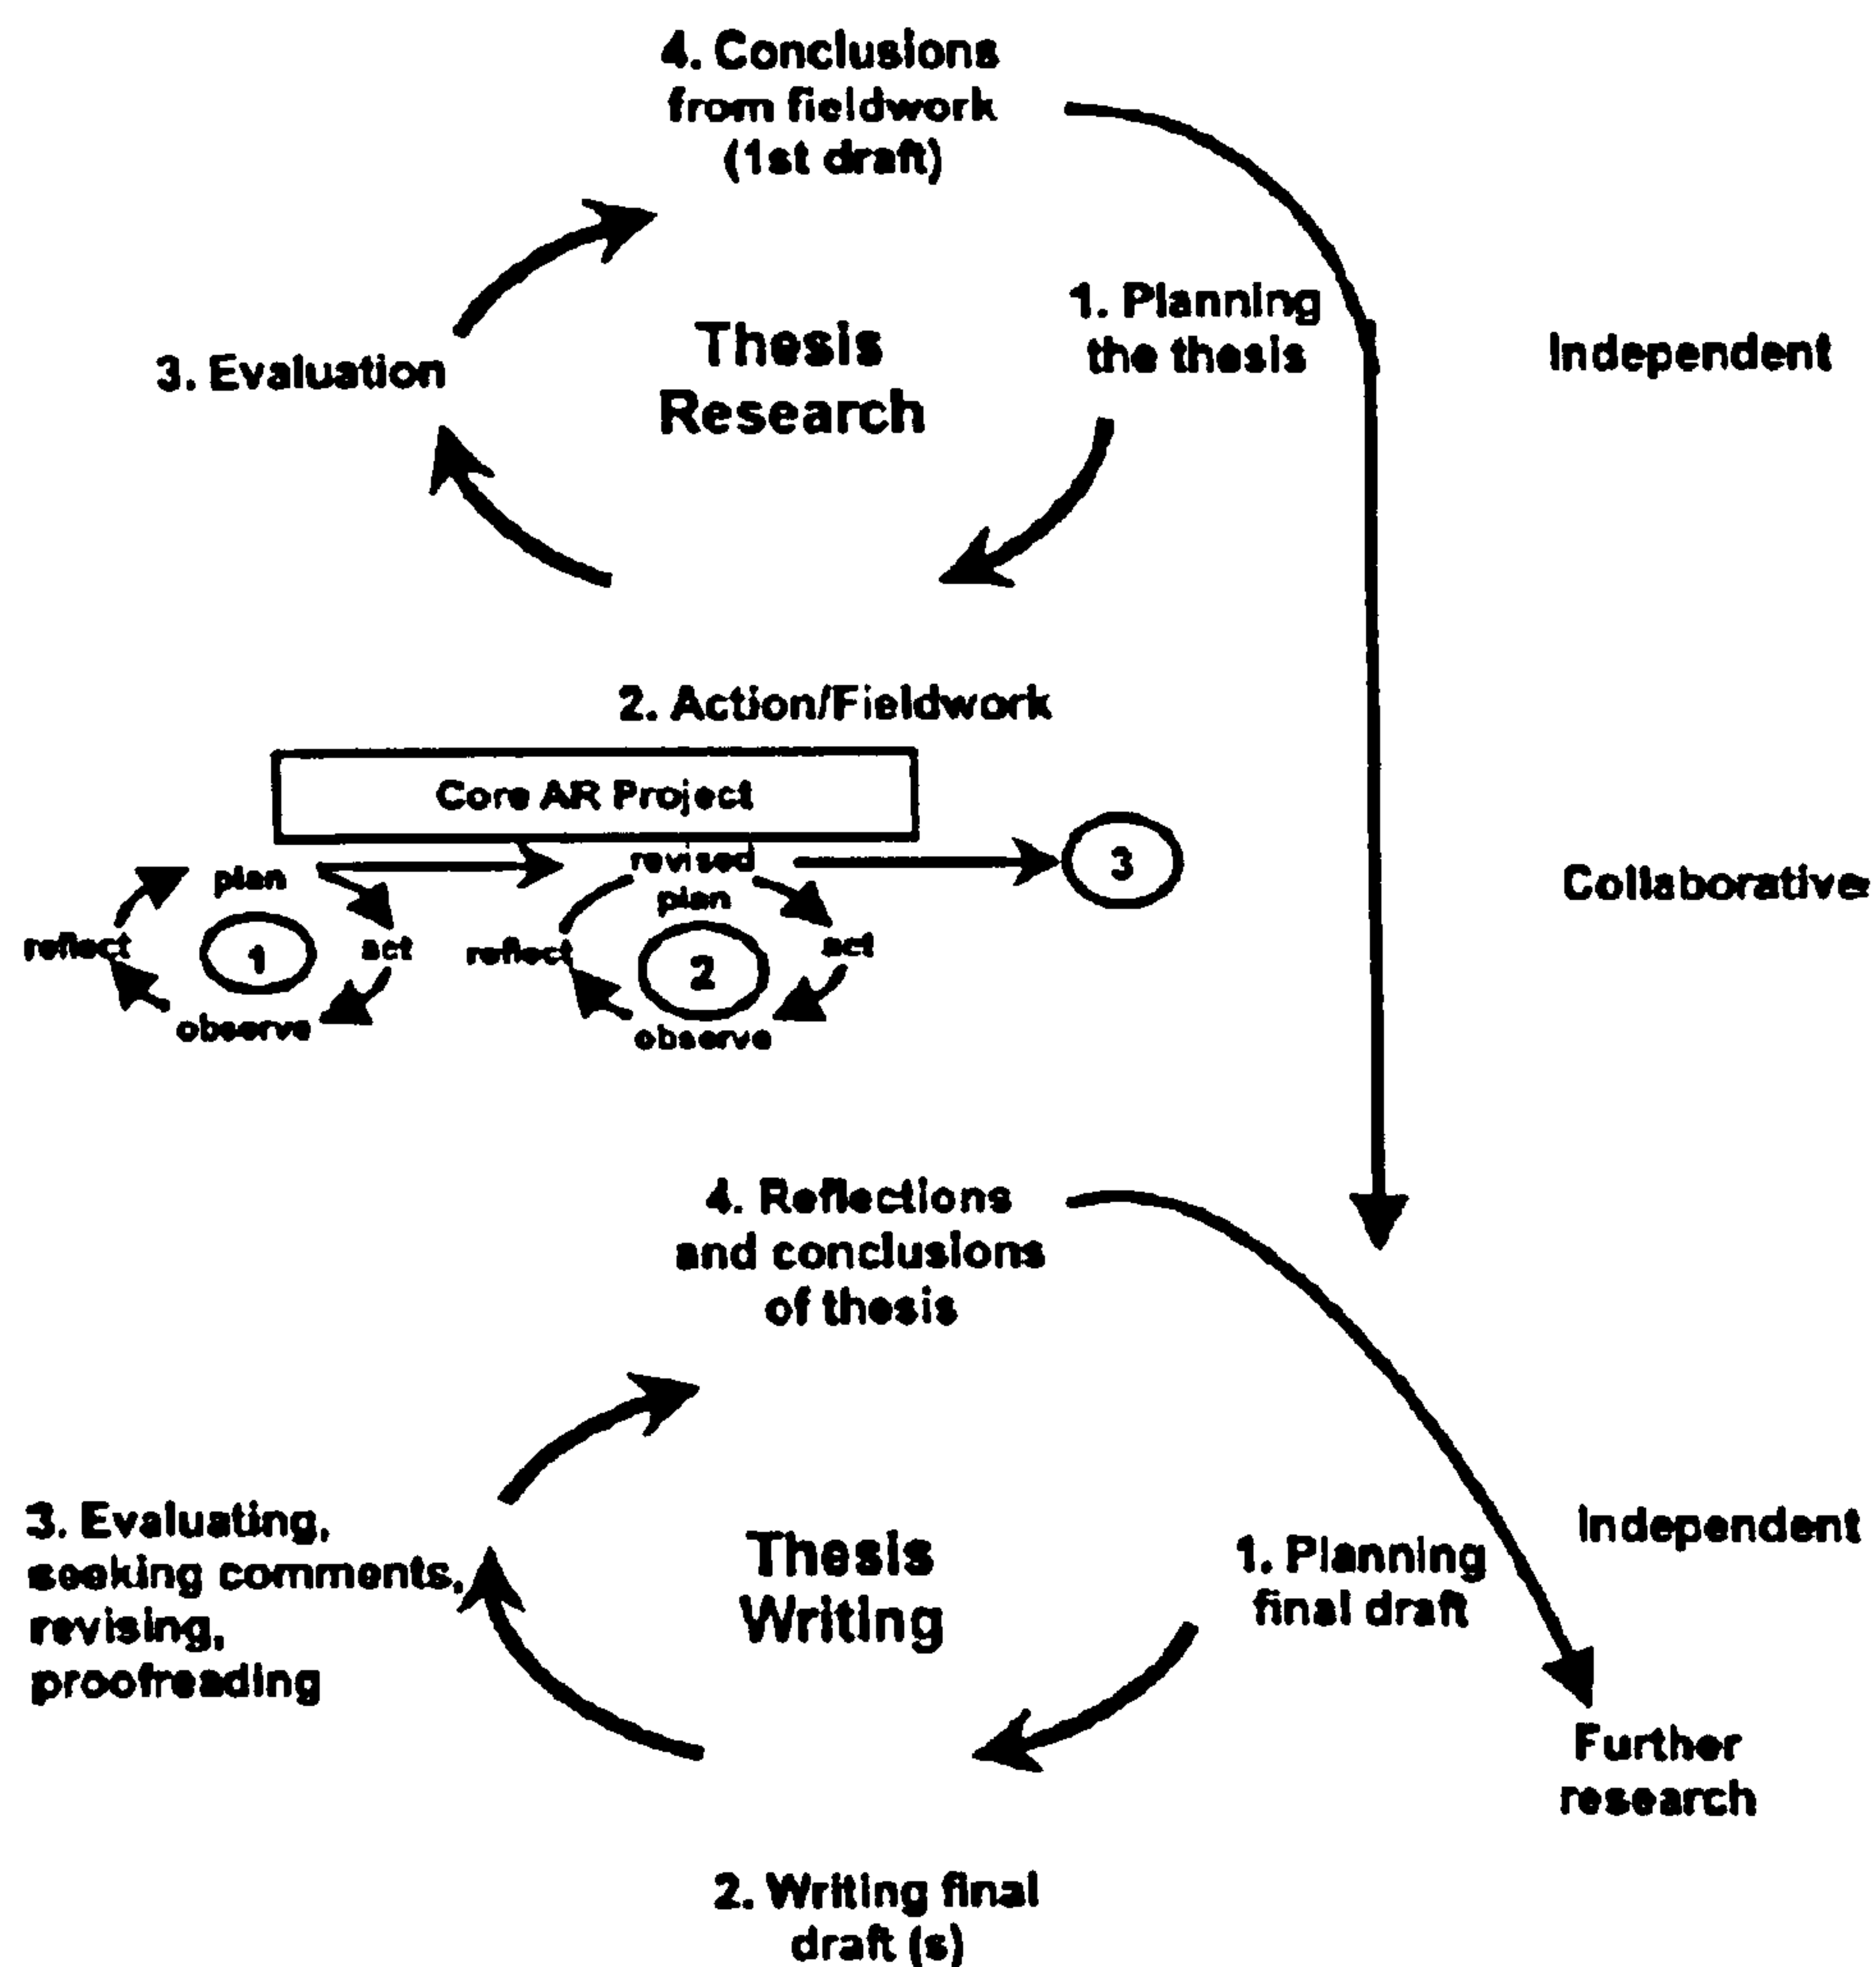 4. Conclusions
from fieldwork
(1st draft)
1. Planning
the thesis
Independent
Thesis
Research
3. Evaluation
2. Action/Fieldwork
Core AR Project
plan
reflect
1
act
observe
revised
plan
reflect
2
act
observe
3
Collaborative
4. Reflections
and conclusions
of thesis
3. Evaluating,
seeking comments,
revising,
proofreading
Thesis
Writing
1. Planning
final draft
Independent
Further
research
2. Writing final
draft (s)